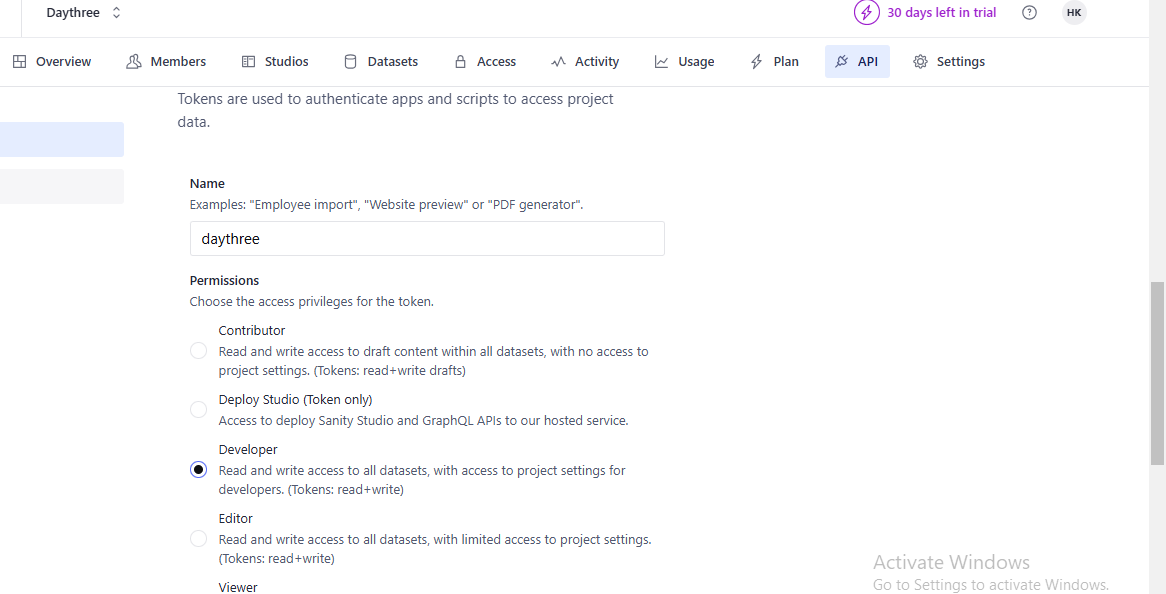 Daythree
30 days left in trial
HK
Overview
Members
Studios
Datasets
Access
Activity
Usage
Plan
API
Settings
Tokens are used to authenticate apps and scripts to access project
data.
Name
Examples: "Employee import", "Website preview" or "PDF generator".
daythree
Permissions
Choose the access privileges for the token.
Contributor
Read and write access to draft content within all datasets, with no access to
project settings. (Tokens: read+write drafts)
Deploy Studio (Token only)
Access to deploy Sanity Studio and GraphQL APIs to our hosted service.
Developer
Read and write access to all datasets, with access to project settings for
developers. (Tokens: read+write)
Editor
Read and write access to all datasets, with limited access to project settings.
(Tokens: read+write)
Viewer
Activate Windows
Go to Settings to activate Windows.